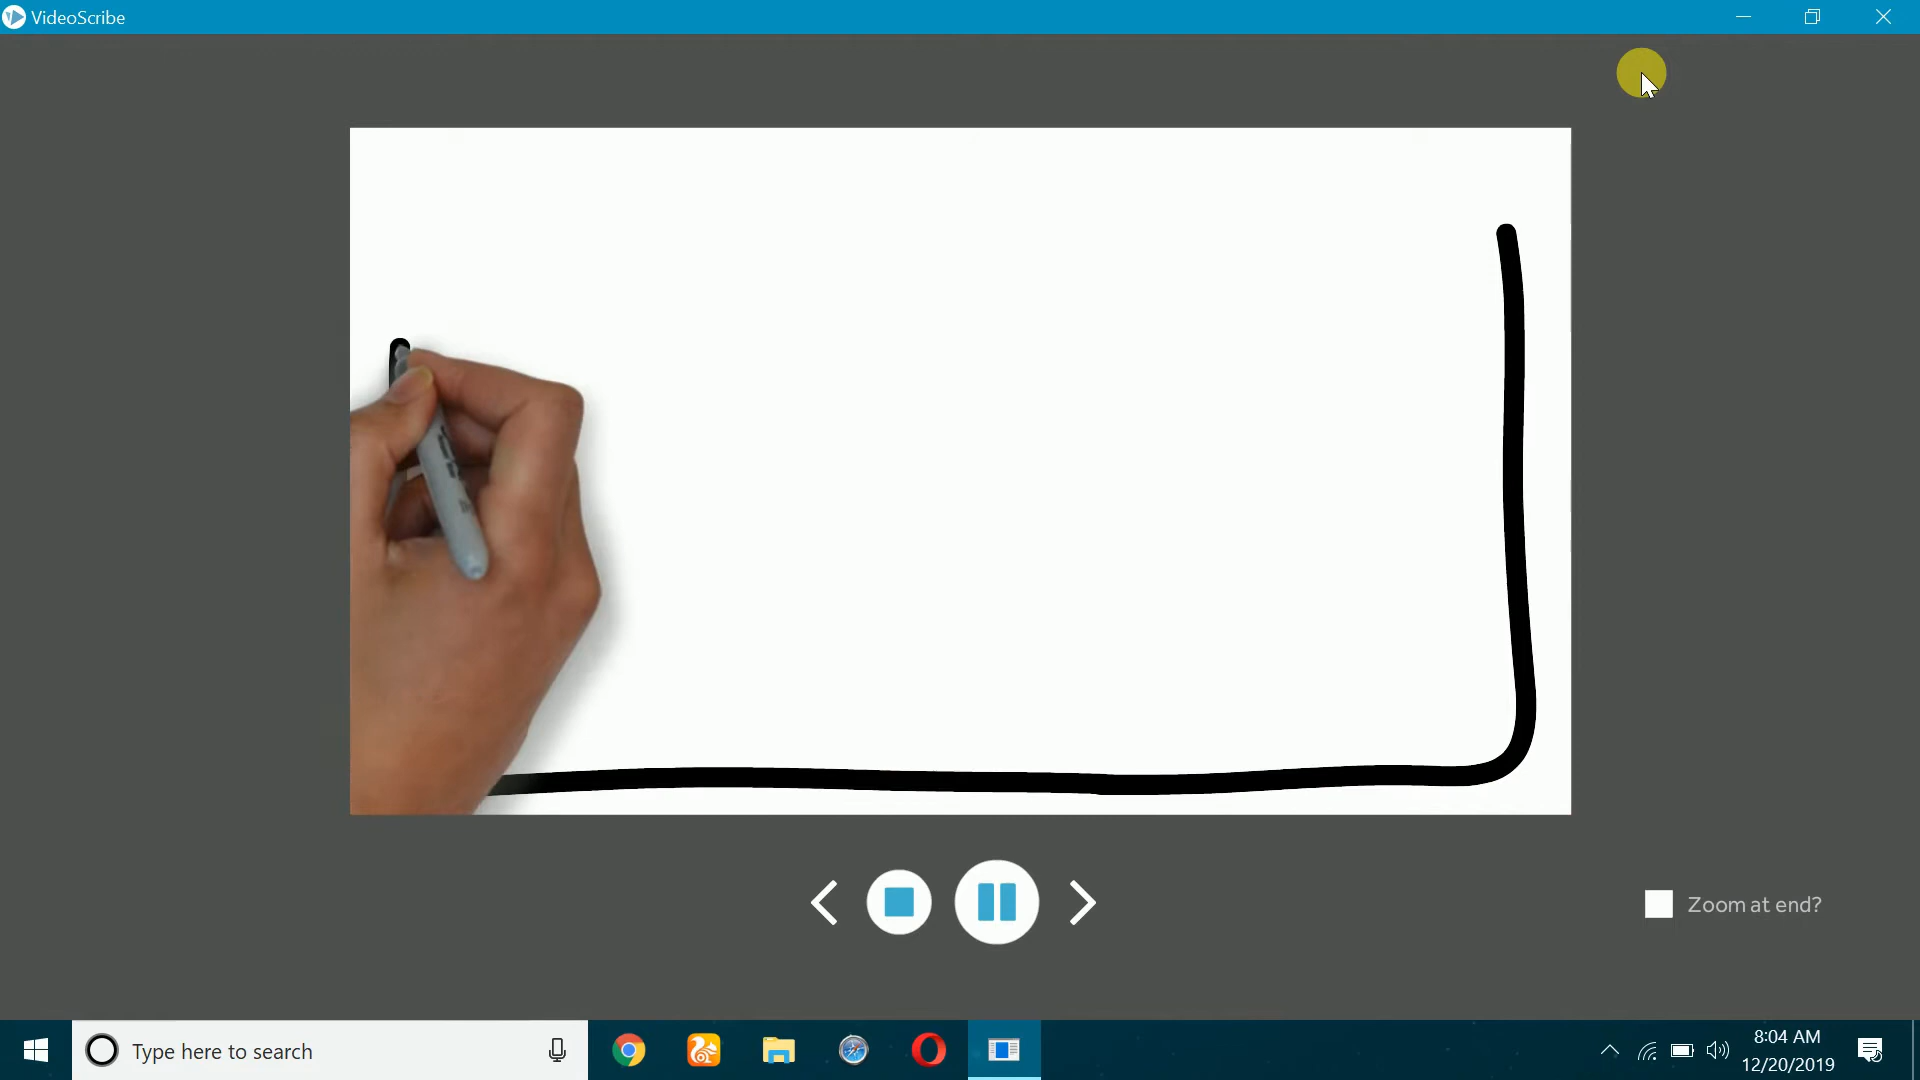 VideoScribe
Zoom at end?
Type here to search
8:04 AM
12/20/2019